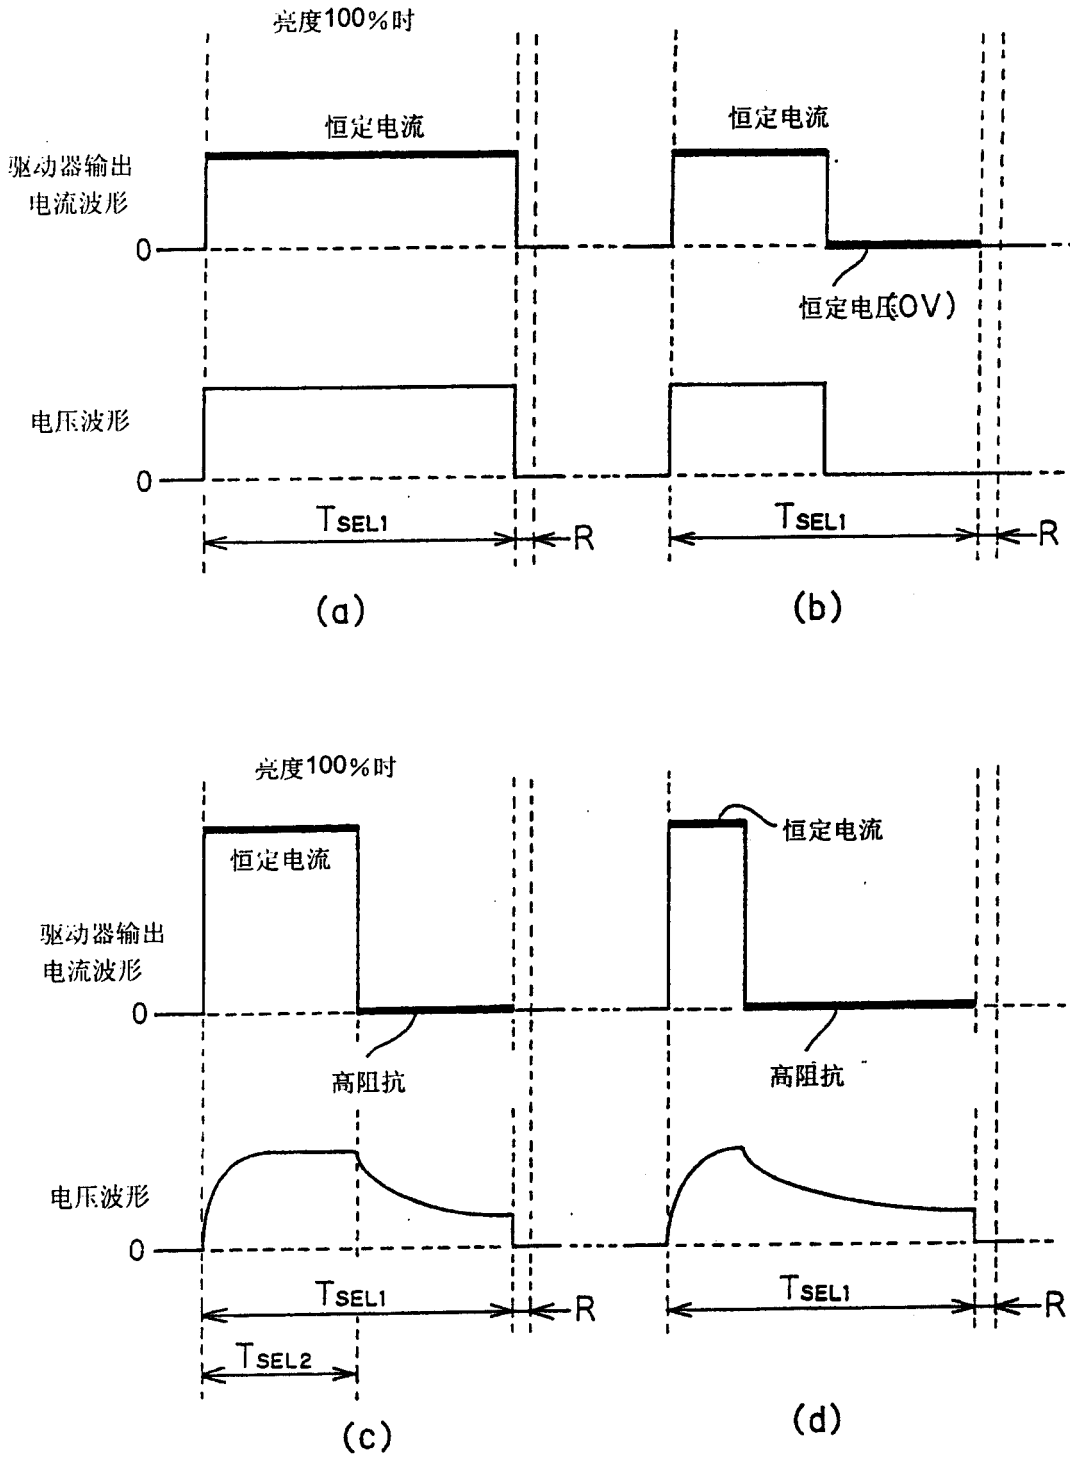 亮度100%时
恒定电流
恒定电流
驱动器输出
电流波形
0
恒定电压(0V)
电压波形
0
TSEL1
R
TSEL1
R
(a)
(b)
亮度100%时
恒定电流
恒定电流
驱动器输出
电流波形
0
高阻抗
高阻抗
电压波形
0
TSEL1
R
TSEL1
R
TSEL2
(c)
(d)